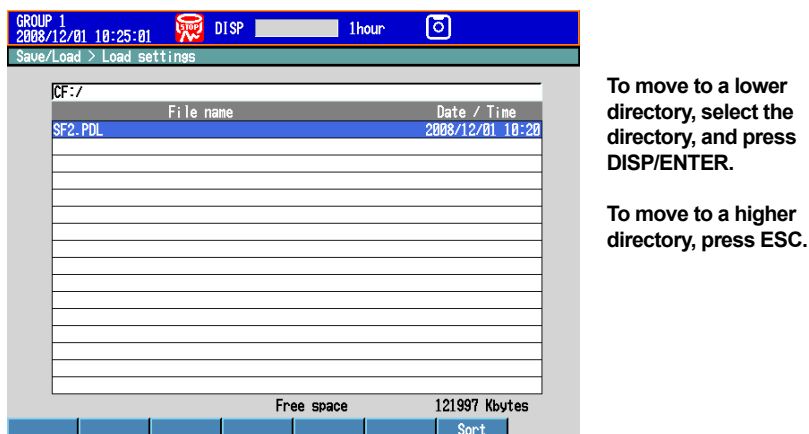 GROUP 1
2008/12/01 10:25:01
STOP
DISP
1hour
Save/Load > Load settings
CF:/
File name Date / Time
SF2.PDL 2008/12/01 10:20
Free space 121997 Kbytes
Sort
To move to a lower
directory, select the
directory, and press
DISP/ENTER.
To move to a higher
directory, press ESC.